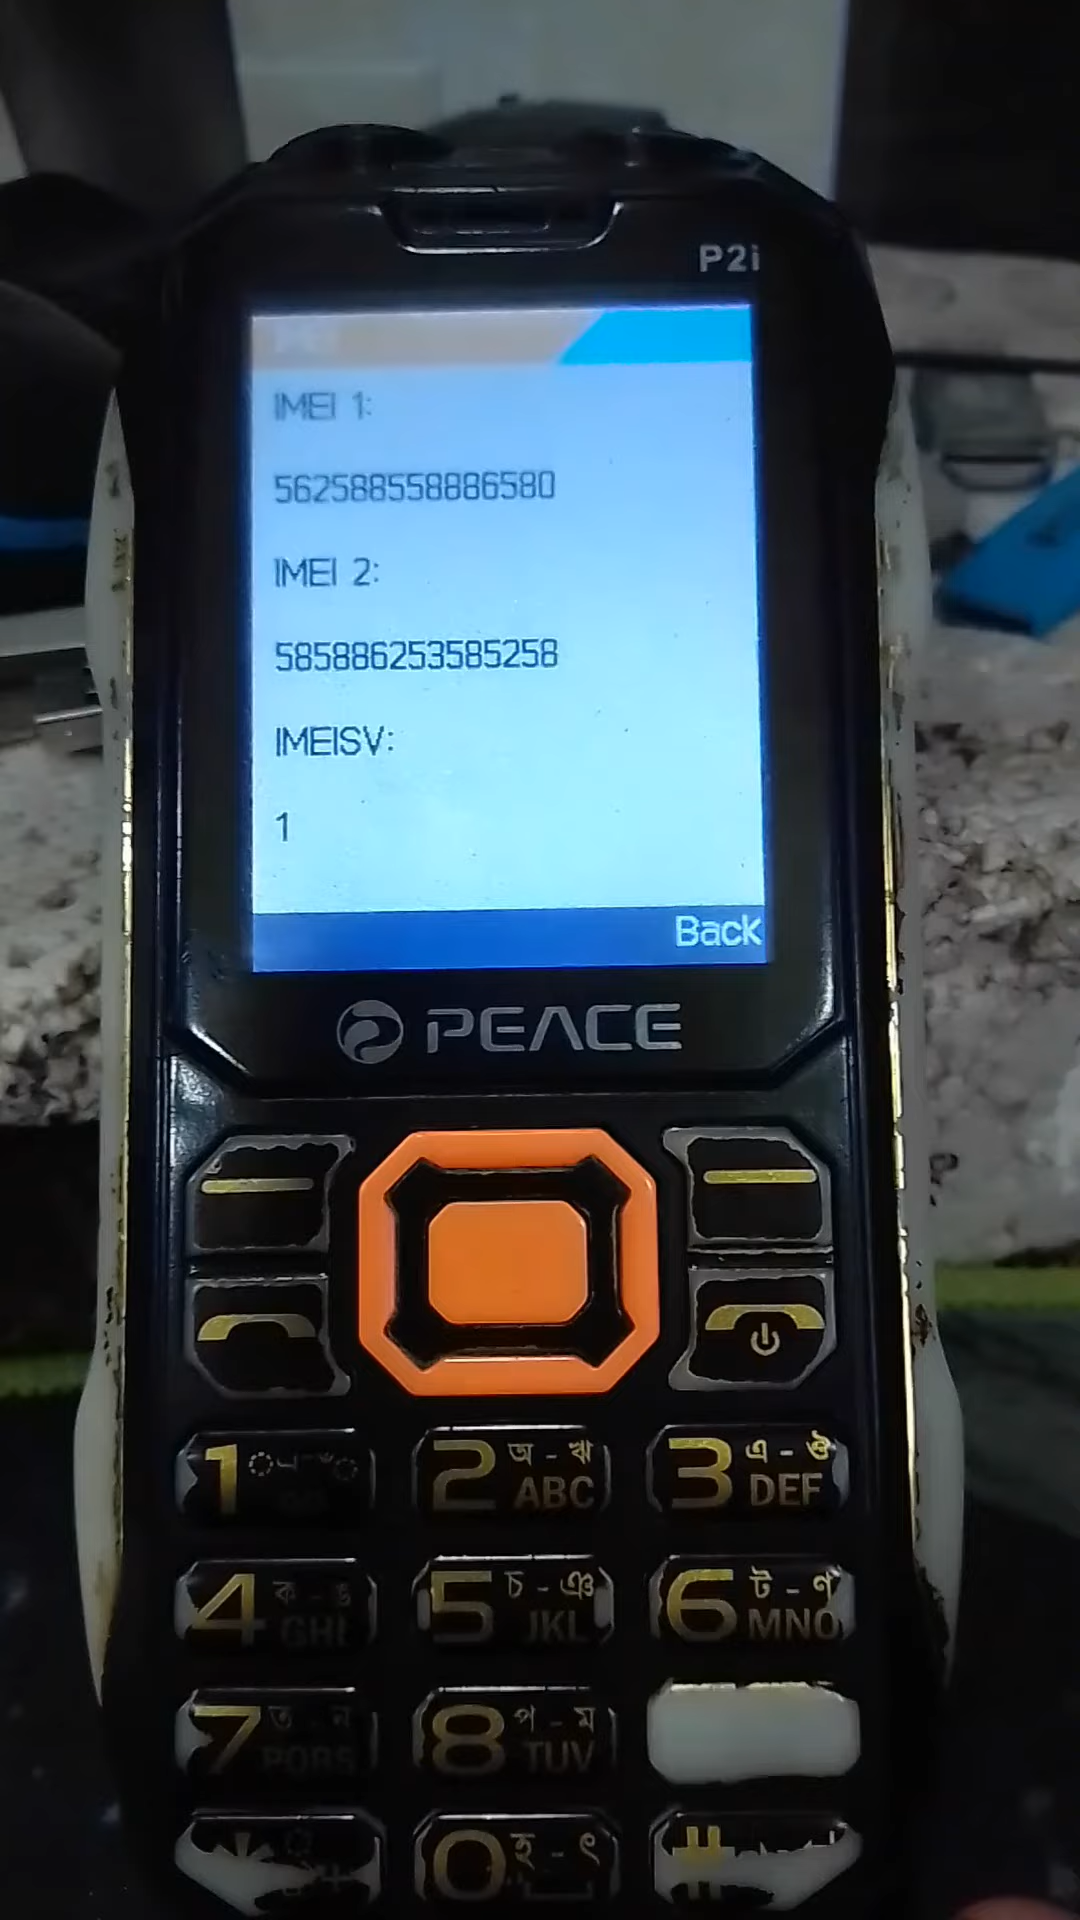 P2i
IMEI 1:
562588558886580
IMEI 2:
585886253585258
IMEISV:
1
Back
PEACE
1
2 অ - ঋ
ABC
3 এ - ঔ
DEF
4 ক - ঙ
GHI
5 চ - ঞ
JKL
6 ট - ণ
MNO
7 ত - ন
PQRS
8 প - ম
TUV
0 হ - ৎ
#